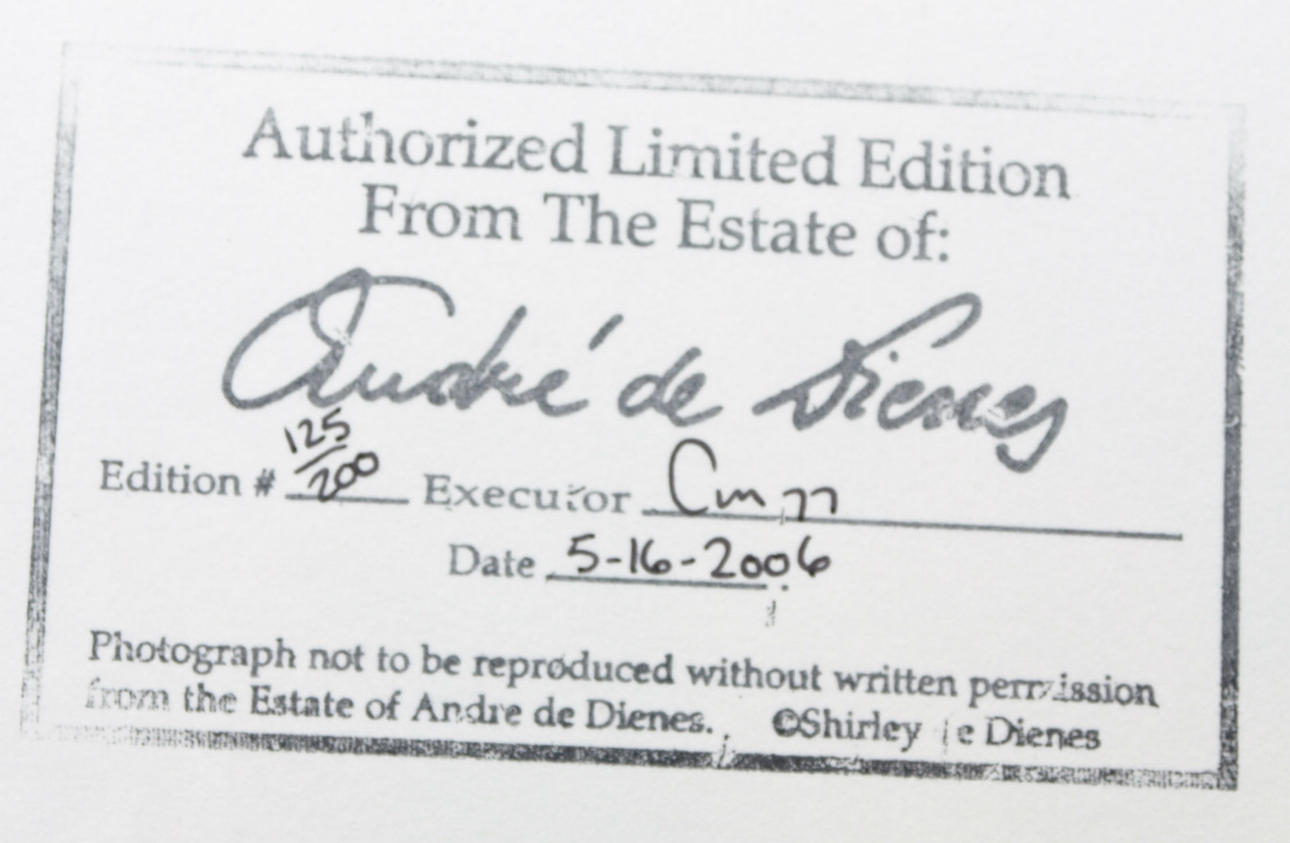 Authorized Limited Edition
From The Estate of:
André de Dienes
Edition # 125/200 Executor
Date 5-16-2006
Photograph not to be reproduced without written permission
from the Estate of Andre de Dienes. ©Shirley de Dienes